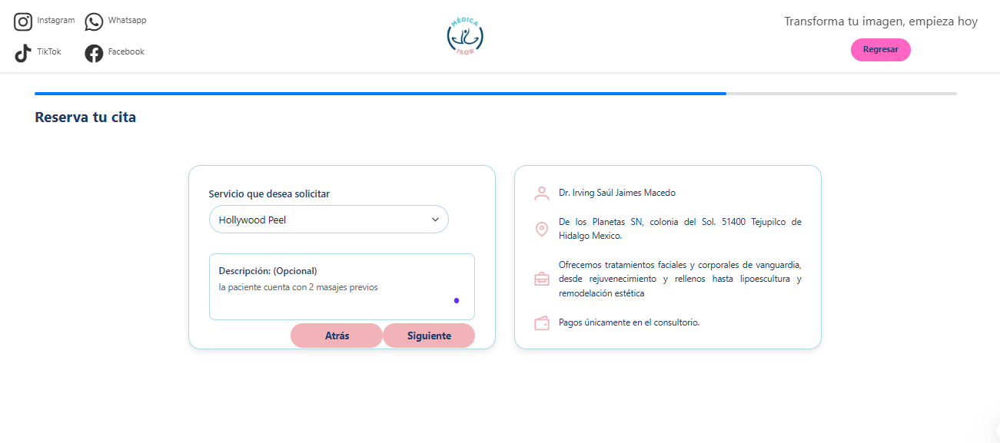 Instagram
Whatsapp
TikTok
Facebook
MÉDICA
ISOR
Transforma tu imagen, empieza hoy
Regresar
Reserva tu cita
Servicio que desea solicitar
Hollywood Peel
Descripción: (Opcional)
la paciente cuenta con 2 masajes previos
Atrás
Siguiente
Dr. Irving Saúl Jaimes Macedo
De los Planetas SN, colonia del Sol. 51400 Tejupilco de
Hidalgo Mexico.
Ofrecemos tratamientos faciales y corporales de vanguardia,
desde rejuvenecimiento y rellenos hasta lipoescultura y
remodelación estética
Pagos únicamente en el consultorio.